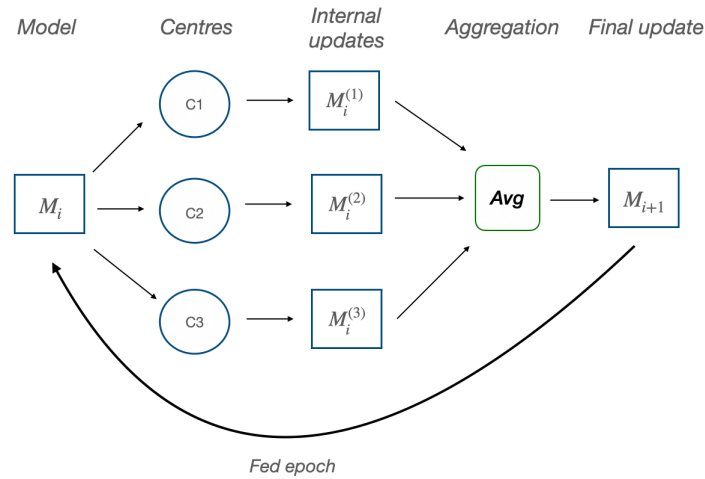 Model
Centres
Internal
updates
Aggregation
Final update
C1
M_i^{(1)}
M_i
C2
M_i^{(2)}
Avg
M_{i+1}
C3
M_i^{(3)}
Fed epoch